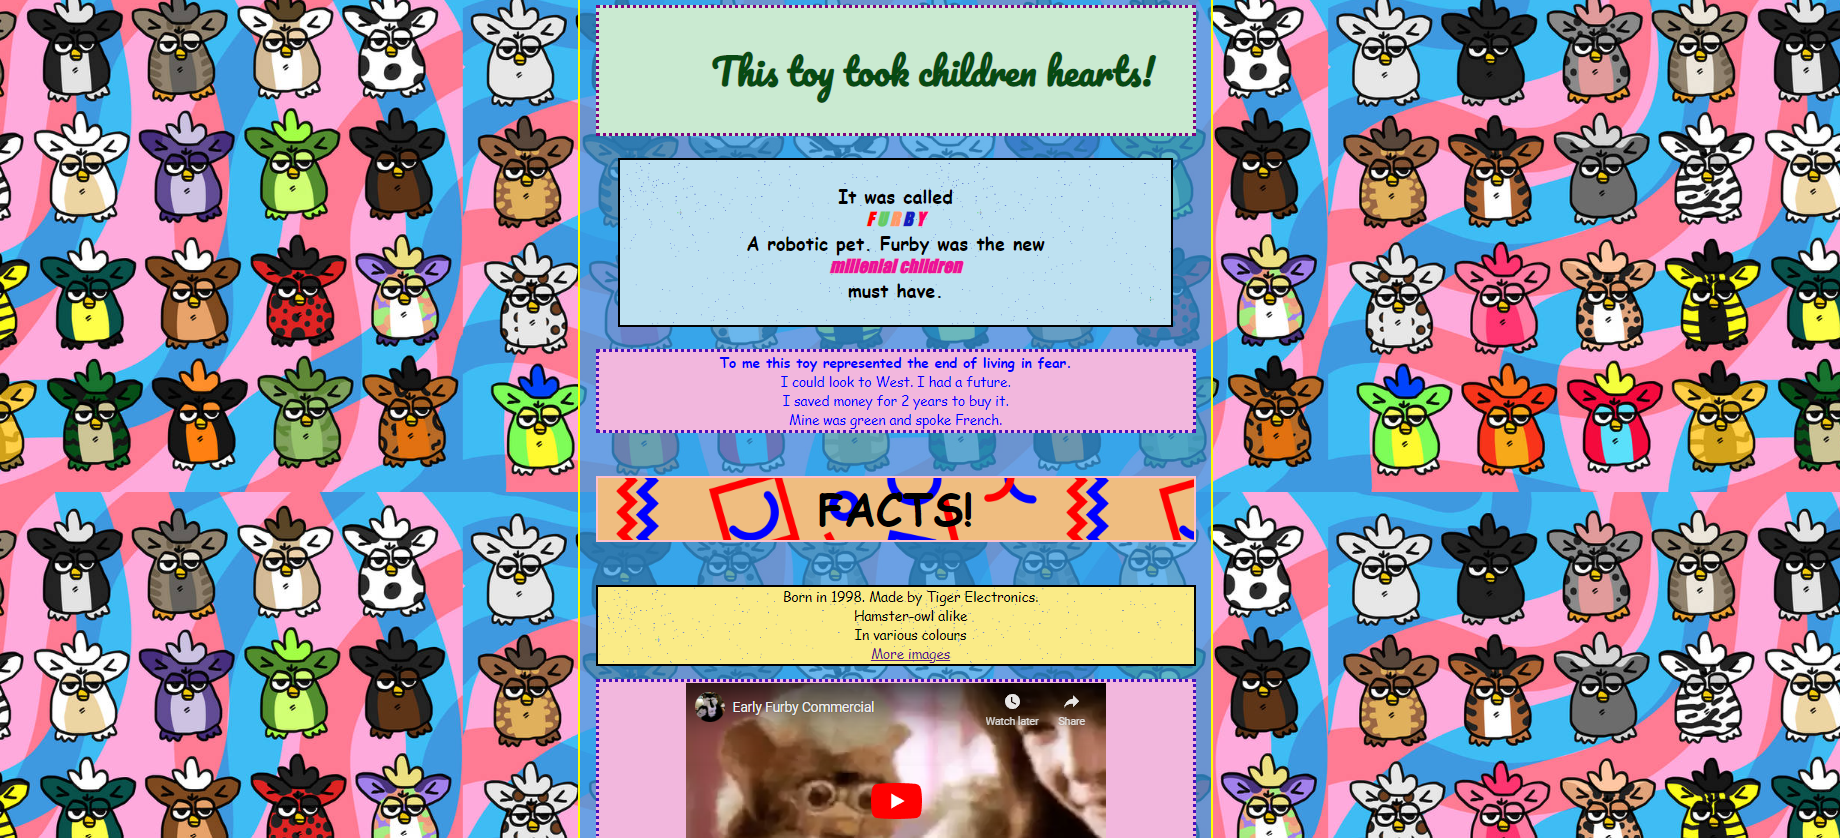 This toy took children hearts!
It was called
FURBY
A robotic pet. Furby was the new
millenial children
must have.
To me this toy represented the end of living in fear.
I could look to West. I had a future.
I saved money for 2 years to buy it.
Mine was green and spoke French.
FACTS!
Born in 1998. Made by Tiger Electronics.
Hamster-owl alike
In various colours
More images
Early Furby Commercial
Watch later
Share